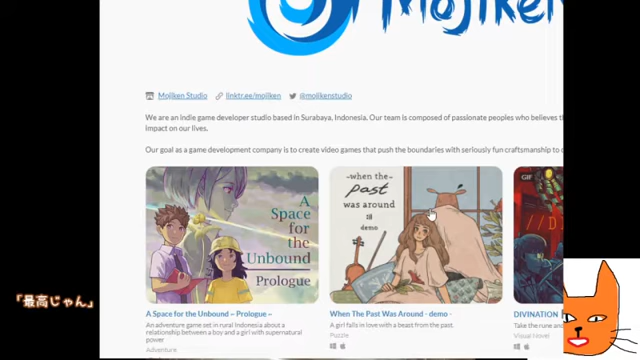 Mojiken
Mojiken Studio linktr.ee/mojiken @mojikenstudio
We are an indie game developer studio based in Surabaya, Indonesia. Our team is composed of passionate peoples who believes th
impact on our lives.
Our goal as a game development company is to create video games that push the boundaries with seriously fun craftsmanship to
A
Space
for
the
Unbound
Prologue
-when the-
past
was around
demo
GIF
//D
『最高じゃん』
A Space for the Unbound ~ Prologue ~
An adventure game set in rural Indonesia about a
relationship between a boy and a girl with supernatural
power
Adventure
When The Past Was Around - demo -
A girl falls in love with a beast from the past.
Puzzle
DIVINATION
Take the rune and
Visual Novel